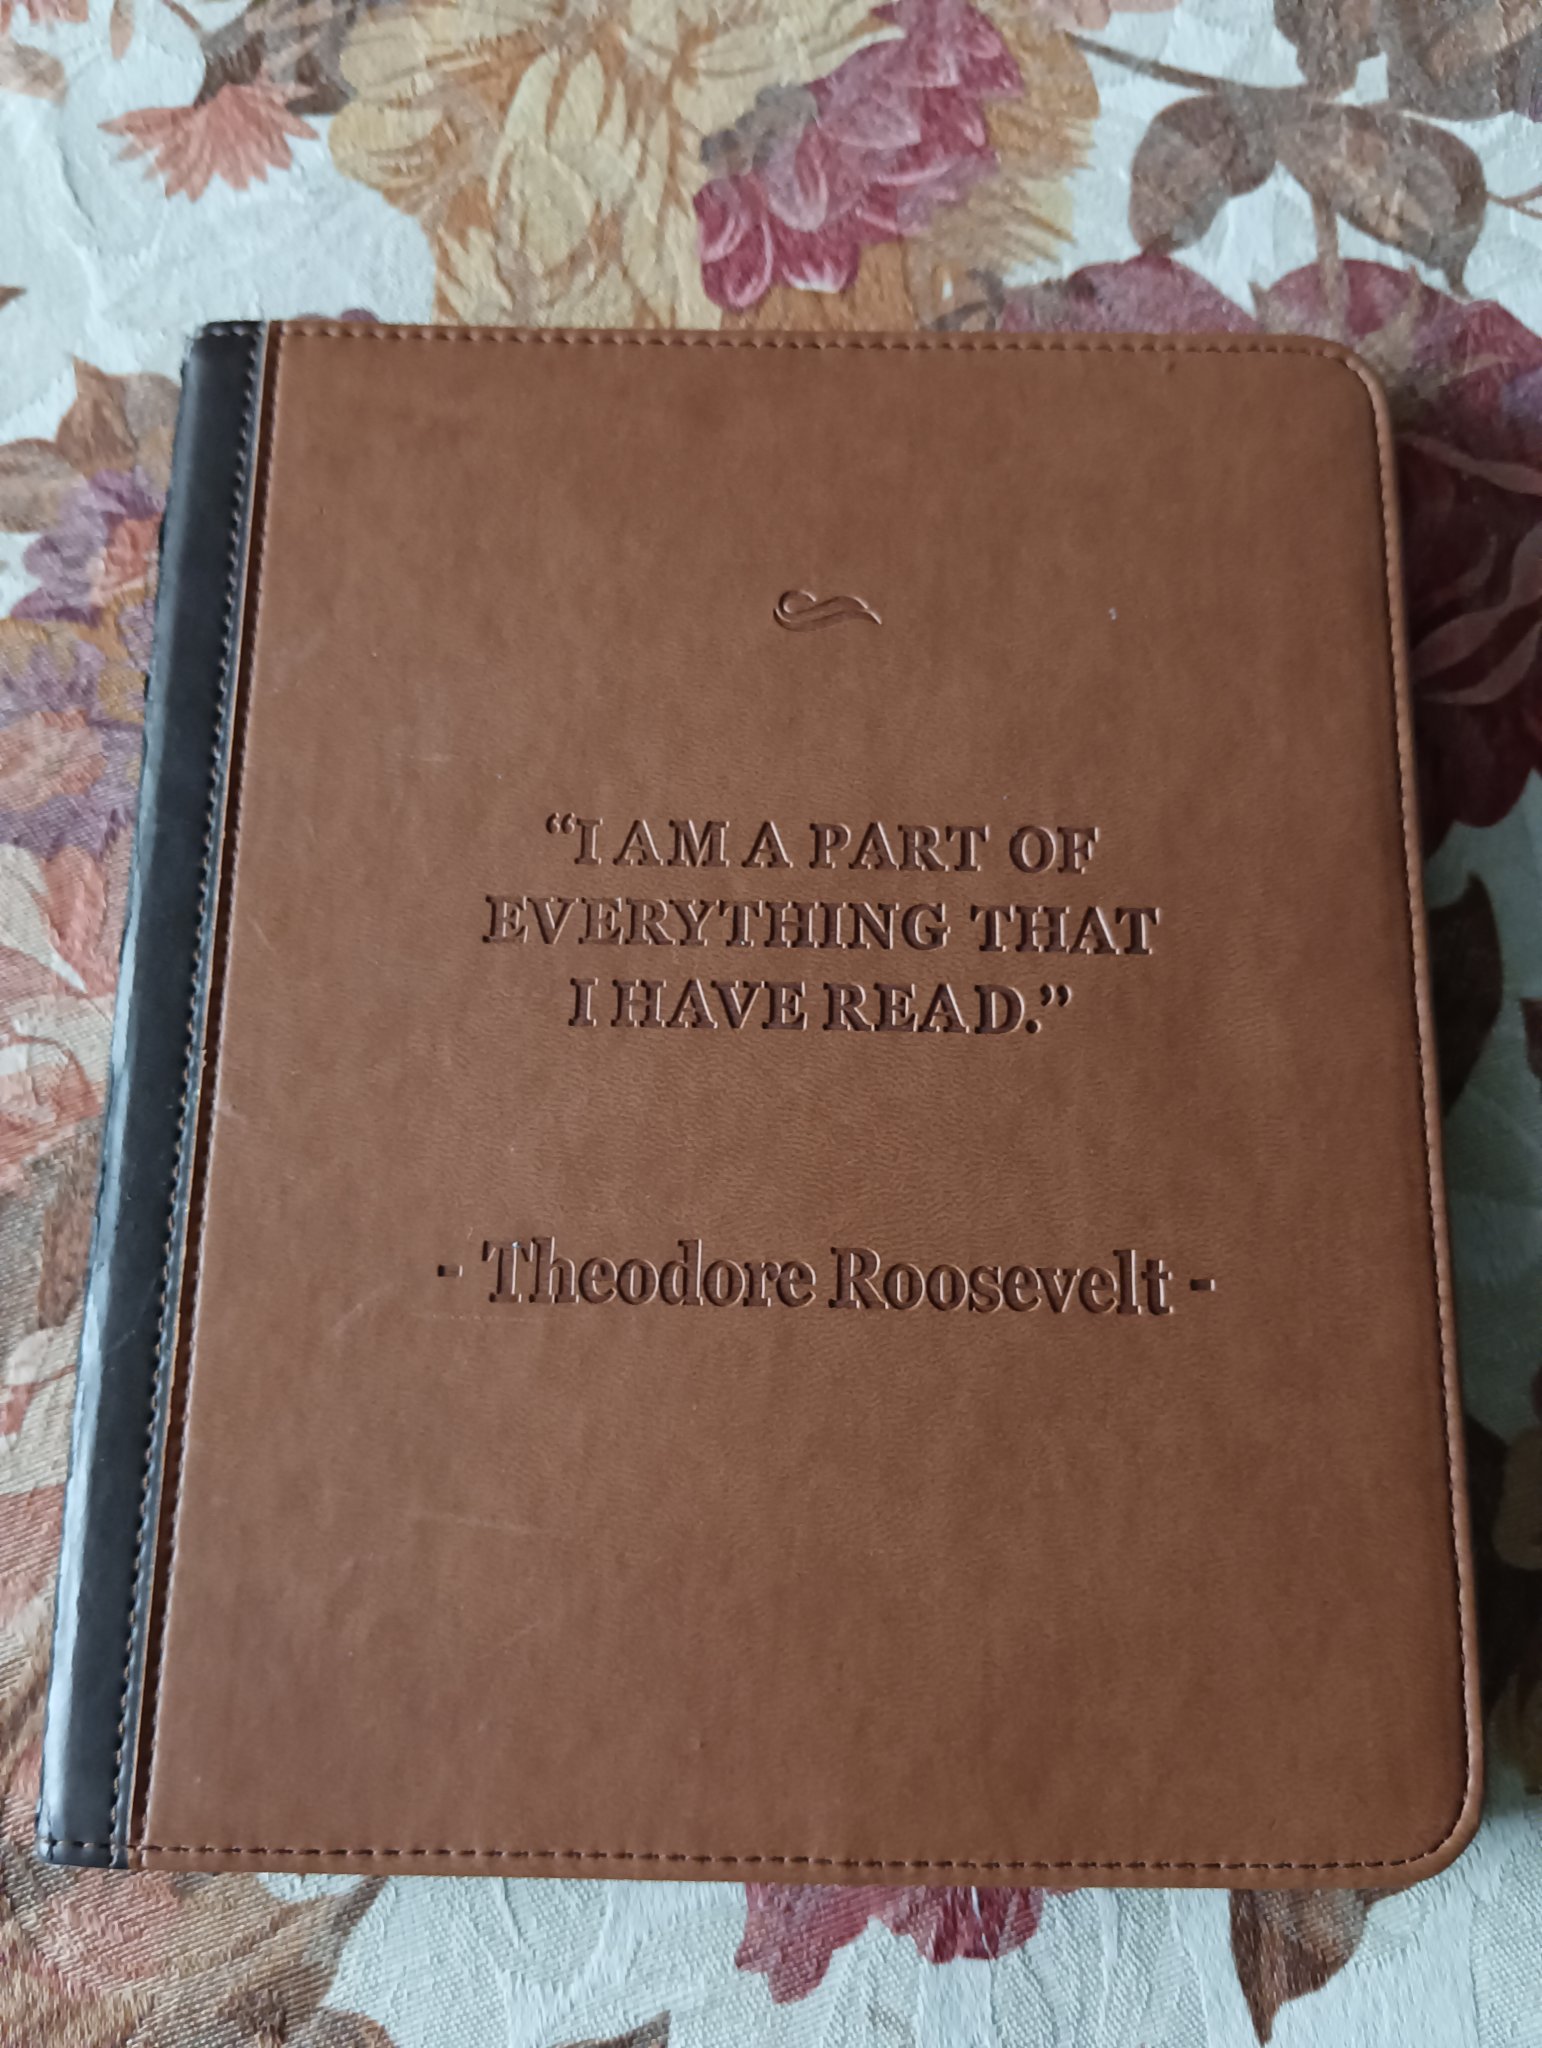 “I AM A PART OF
EVERYTHING THAT
I HAVE READ.”
- Theodore Roosevelt -